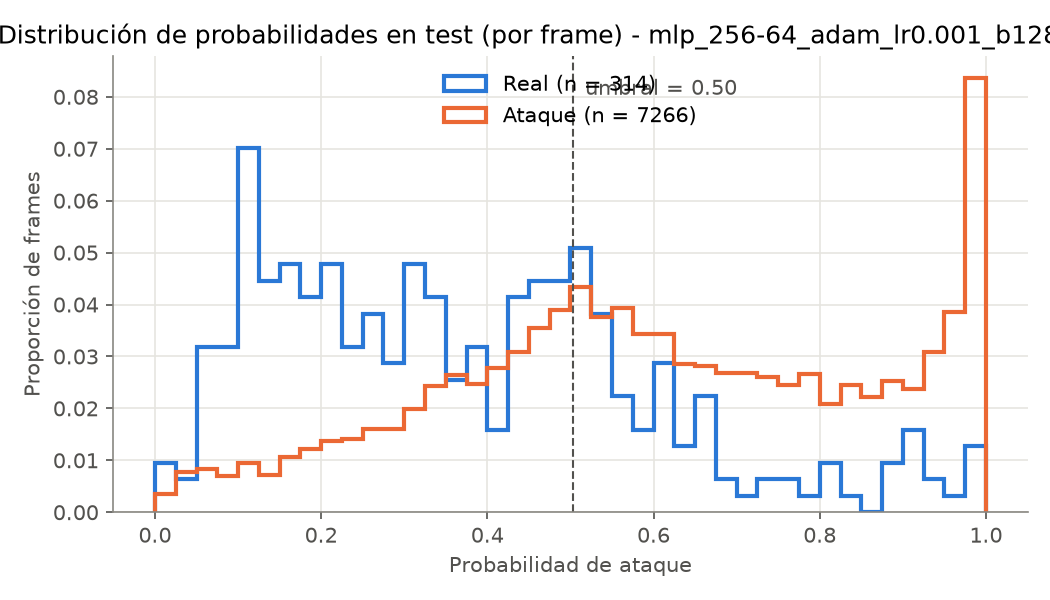 Distribución de probabilidades en test (por frame) - mlp_256-64_adam_lr0.001_b128
Real (n = 314)
umbral = 0.50
Ataque (n = 7266)
Proporción de frames
0.08
0.07
0.06
0.05
0.04
0.03
0.02
0.01
0.00
0.0 0.2 0.4 0.6 0.8 1.0
Probabilidad de ataque